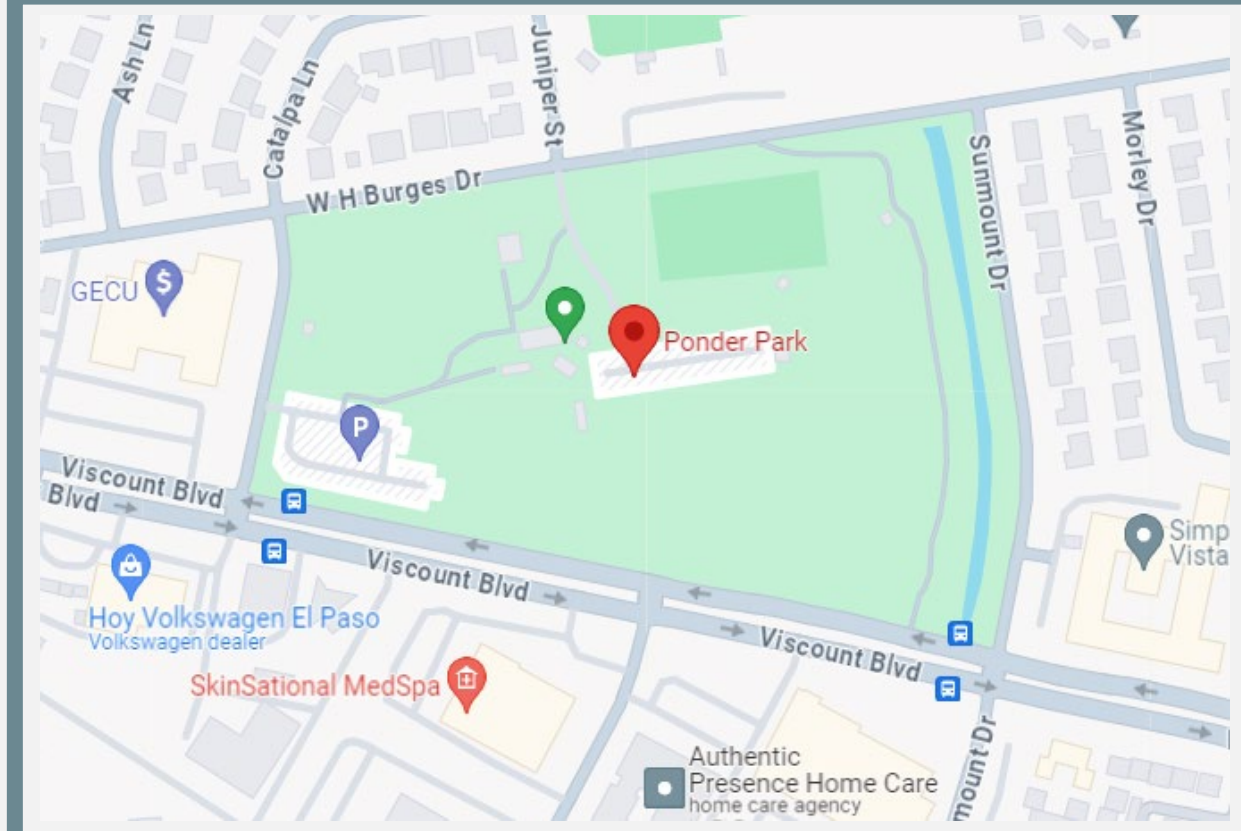 Ash Ln
Catalpa Ln
Juniper St
W H Burges Dr
Sunmount Dr
Morley Dr
GECU
$
Ponder Park
P
Viscount Blvd
Blvd
Viscount Blvd
Viscount Blvd
Simp
Vista
Hoy Volkswagen El Paso
Volkswagen dealer
SkinSational MedSpa
Authentic
Presence Home Care
home care agency
mount Dr